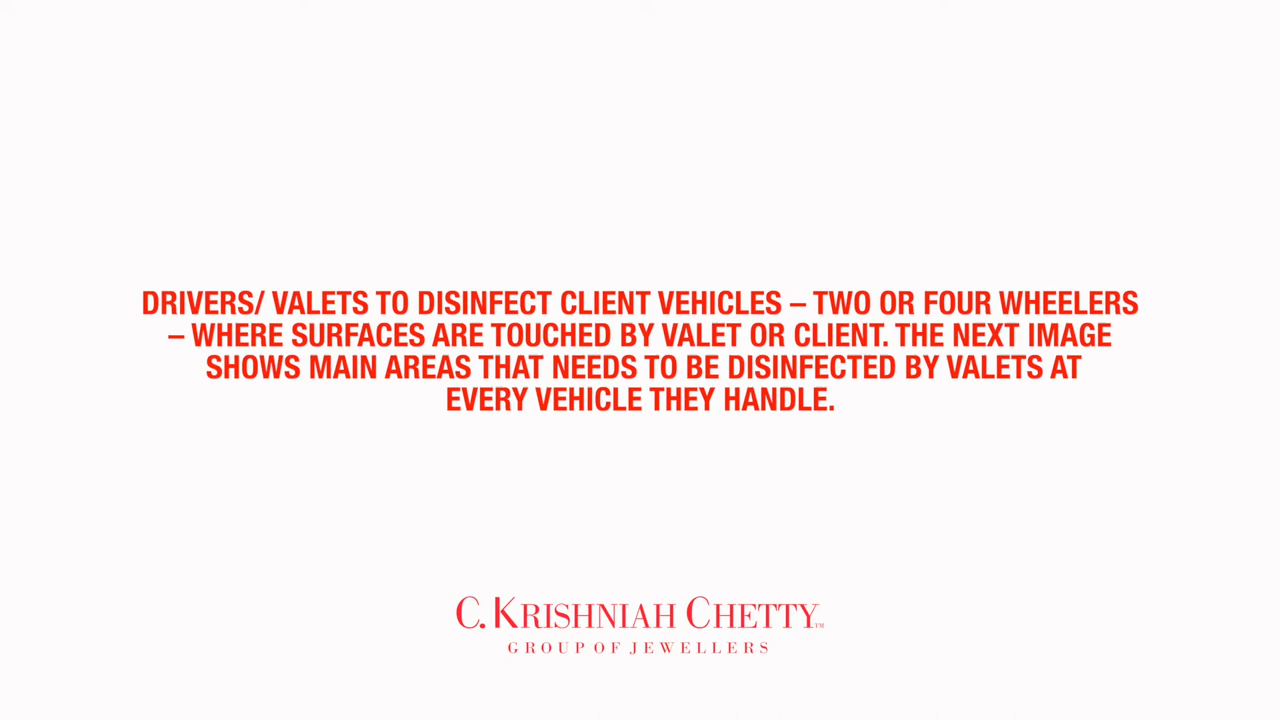 DRIVERS/ VALETS TO DISINFECT CLIENT VEHICLES – TWO OR FOUR WHEELERS
– WHERE SURFACES ARE TOUCHED BY VALET OR CLIENT. THE NEXT IMAGE
SHOWS MAIN AREAS THAT NEEDS TO BE DISINFECTED BY VALETS AT
EVERY VEHICLE THEY HANDLE.
C. KRISHNIAH CHETTY™
GROUP OF JEWELLERS